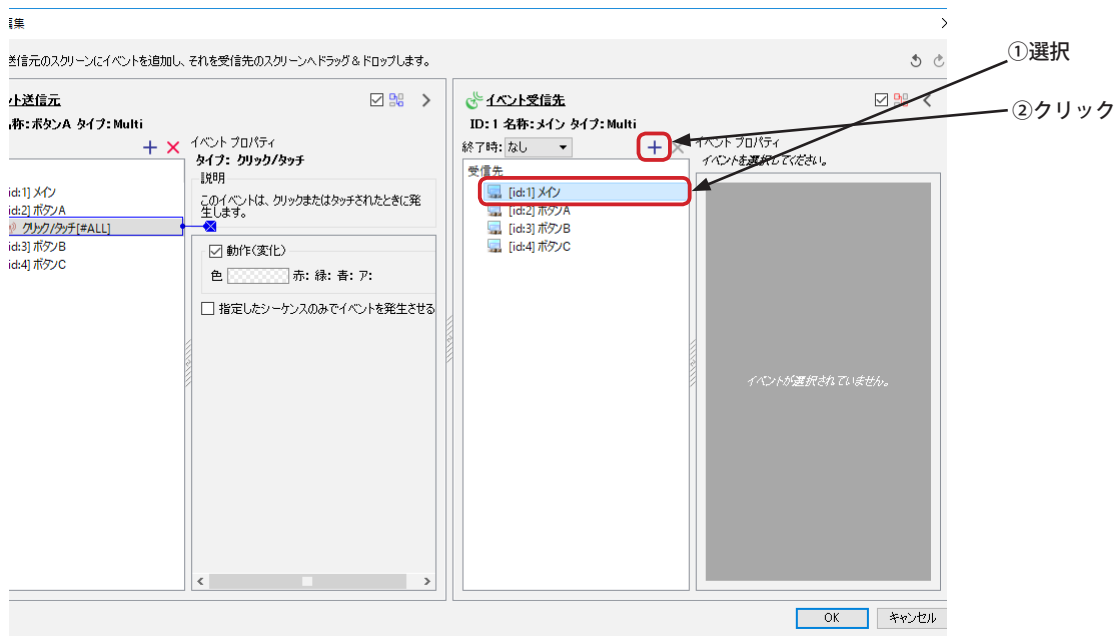 集
送信元のスクリーンにイベントを追加し、それを受信先のスクリーンへドラッグ&ドロップします。
①選択
②クリック
ト送信元
称:ボタンA タイプ:Multi
id:1] メイン
id:2] ボタンA
クリック/タッチ[#ALL]
id:3] ボタンB
id:4] ボタンC
イベント プロパティ
タイプ: クリック/タッチ
説明
このイベントは、クリックまたはタッチされたときに発
生します。
動作(変化)
色 赤: 緑: 青: ア:
指定したシーケンスのみでイベントを発生させる
イベント受信先
ID:1 名称:メイン タイプ:Multi
終了時: なし
受信先
[id:1] メイン
[id:2] ボタンA
[id:3] ボタンB
[id:4] ボタンC
イベント プロパティ
イベントを選択してください。
イベントが選択されていません。
OK
キャンセル